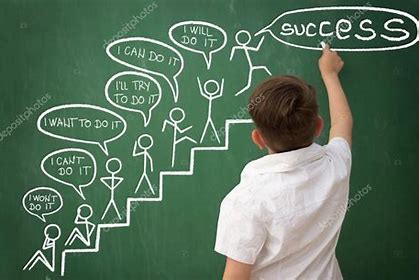 I WON'T
DO IT
I CAN'T
DO IT
I WANT TO DO IT
I'LL TRY
TO DO IT
I CAN DO IT
I WILL
DO IT
SUCCESS
depositphotos